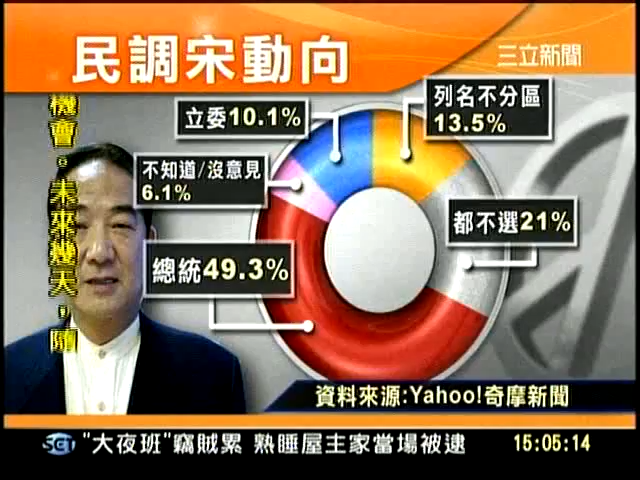 民調宋動向
三立新聞
機會。未來幾天，隨
立委10.1%
列名不分區
13.5%
不知道/沒意見
6.1%
都不選21%
總統49.3%
資料來源:Yahoo!奇摩新聞
SET "大夜班"竊賊累 熟睡屋主家當場被逮
15:05:14